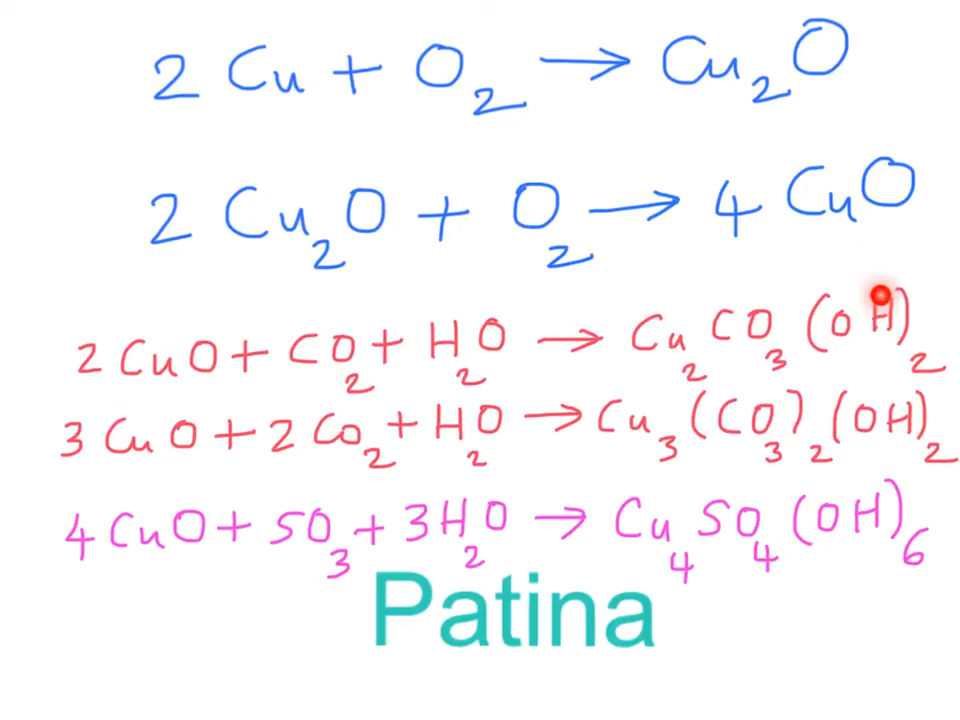 2 Cu + O₂ → Cu₂O
2 Cu₂O + O₂ → 4 CuO
2 CuO + CO₂ + H₂O → Cu₂CO₃(OH)₂
3 CuO + 2 CO₂ + H₂O → Cu₃(CO₃)₂(OH)₂
4 CuO + SO₃ + 3 H₂O → Cu₄SO₄(OH)₆
Patina